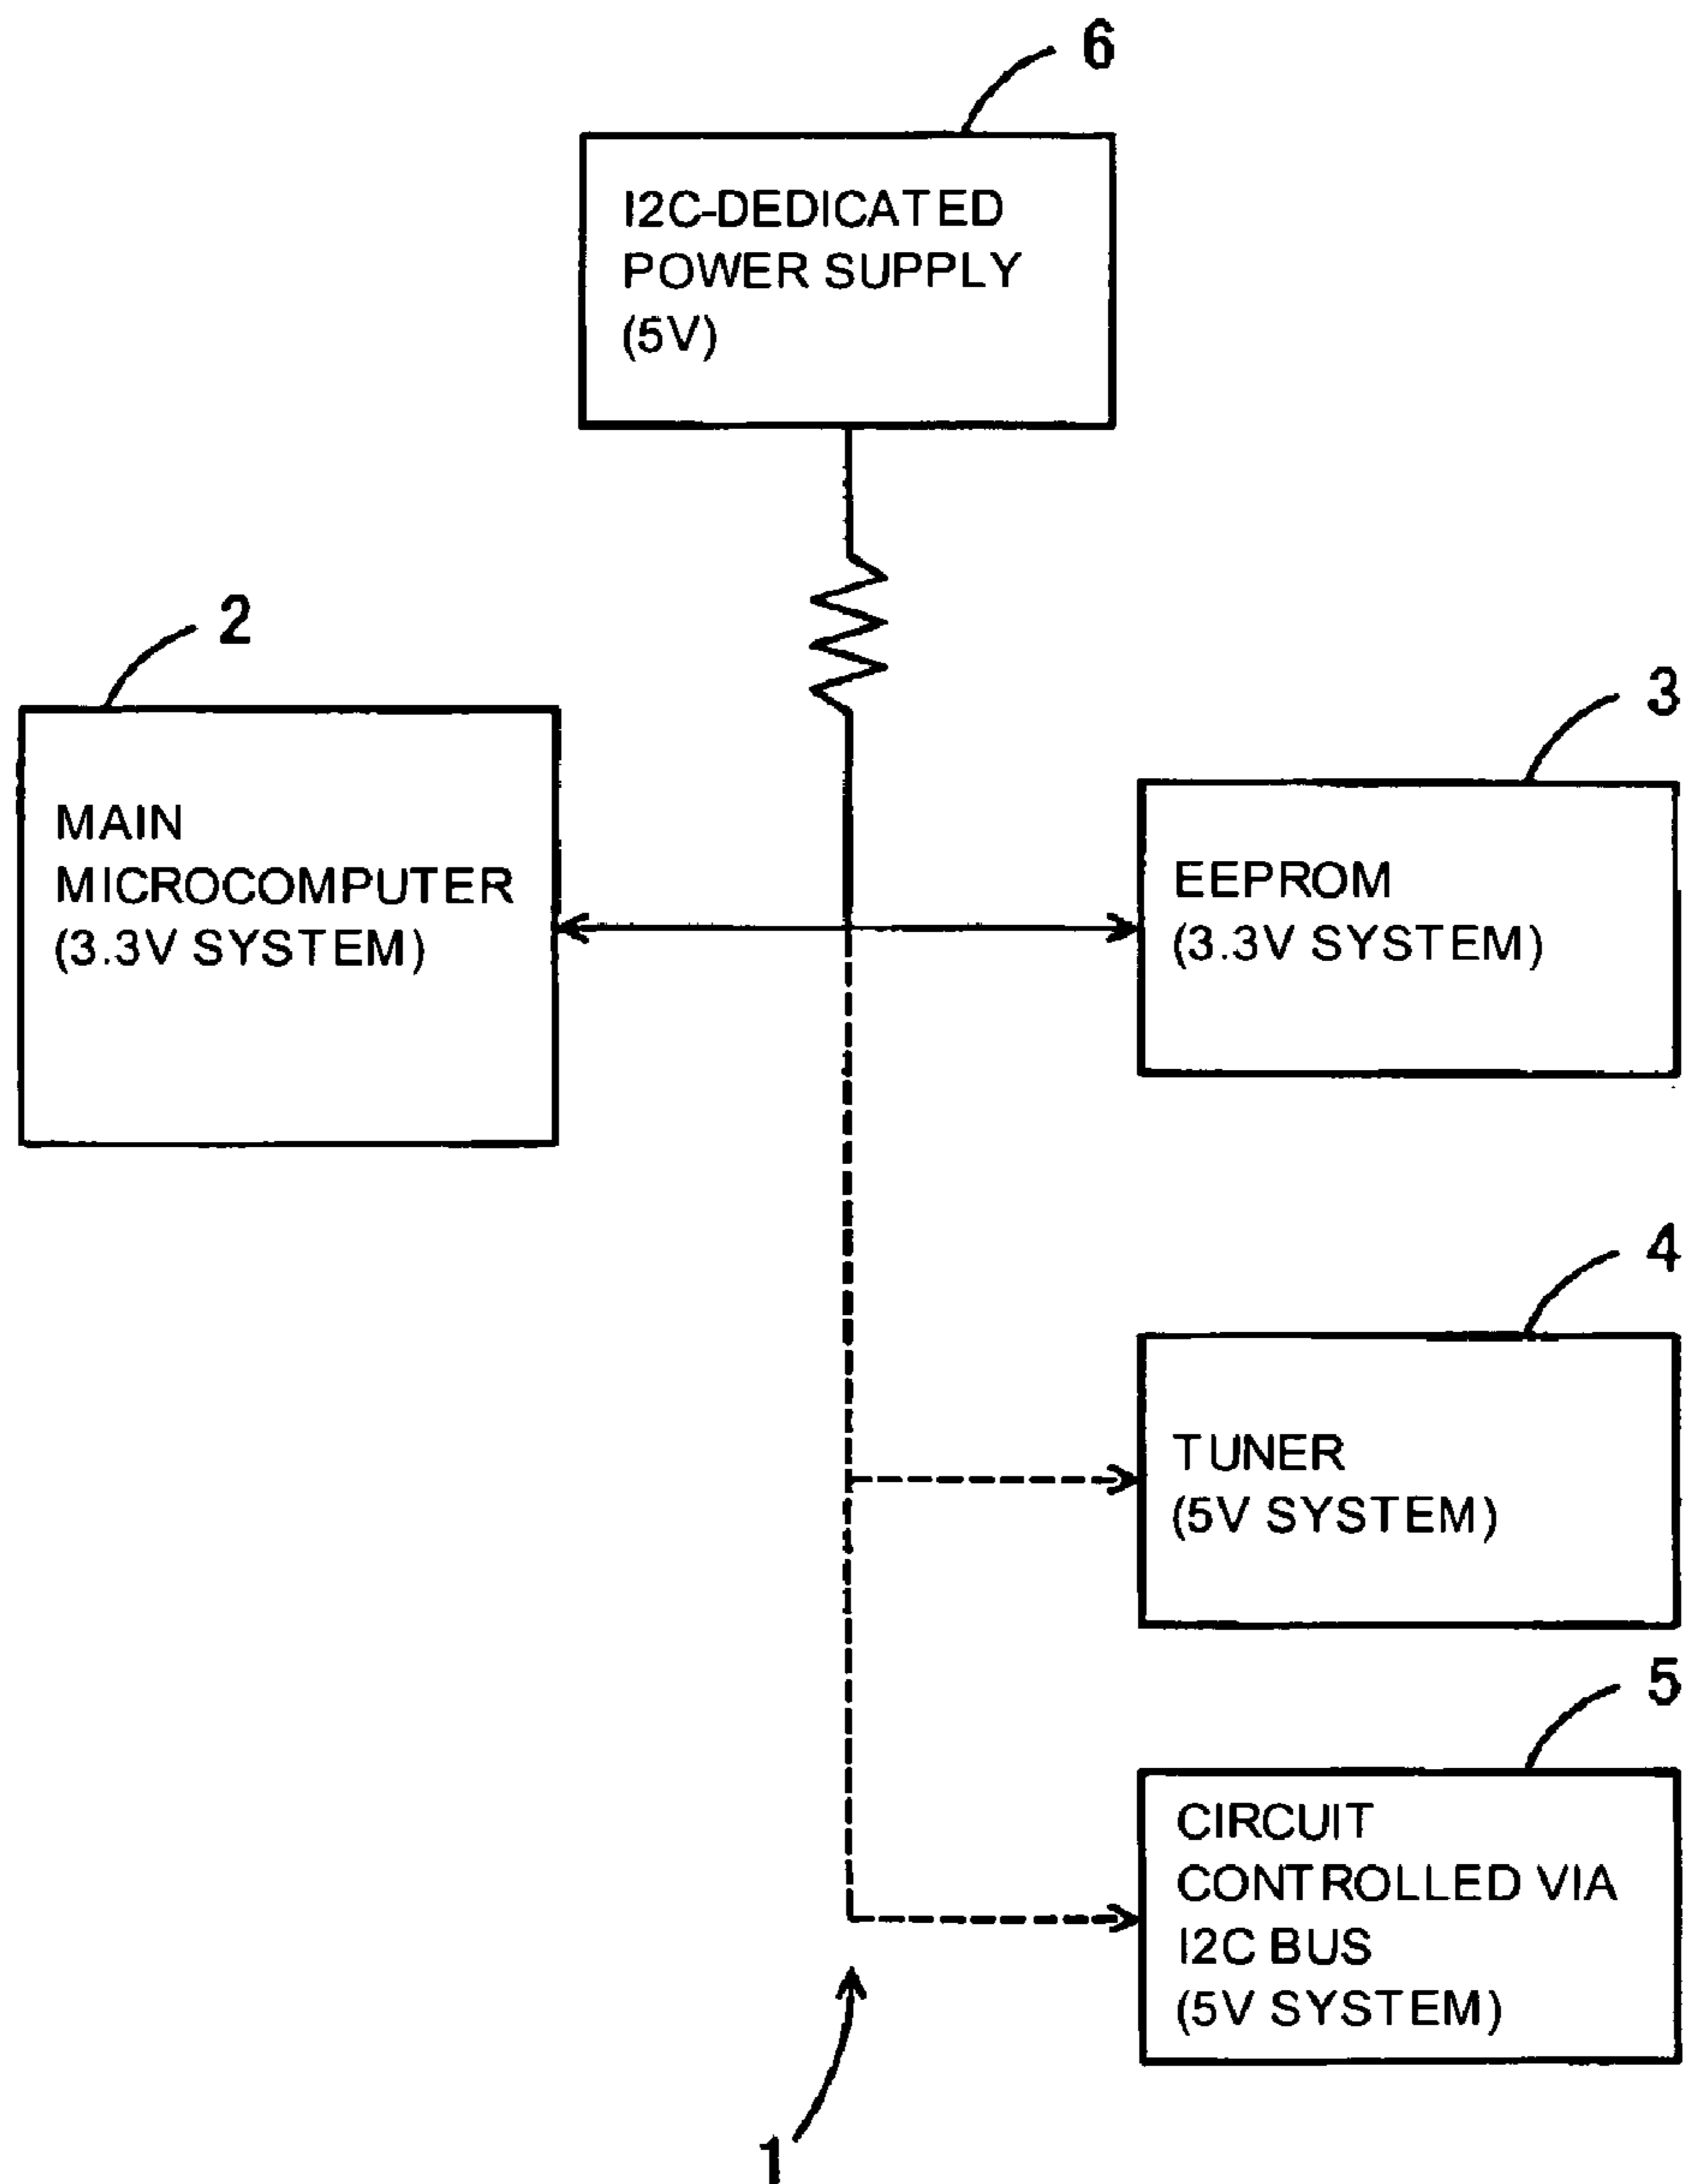 6
I2C-DEDICATED
POWER SUPPLY
(5V)
2
MAIN
MICROCOMPUTER
(3.3V SYSTEM)
3
EEPROM
(3.3V SYSTEM)
4
TUNER
(5V SYSTEM)
5
CIRCUIT
CONTROLLED VIA
I2C BUS
(5V SYSTEM)
1